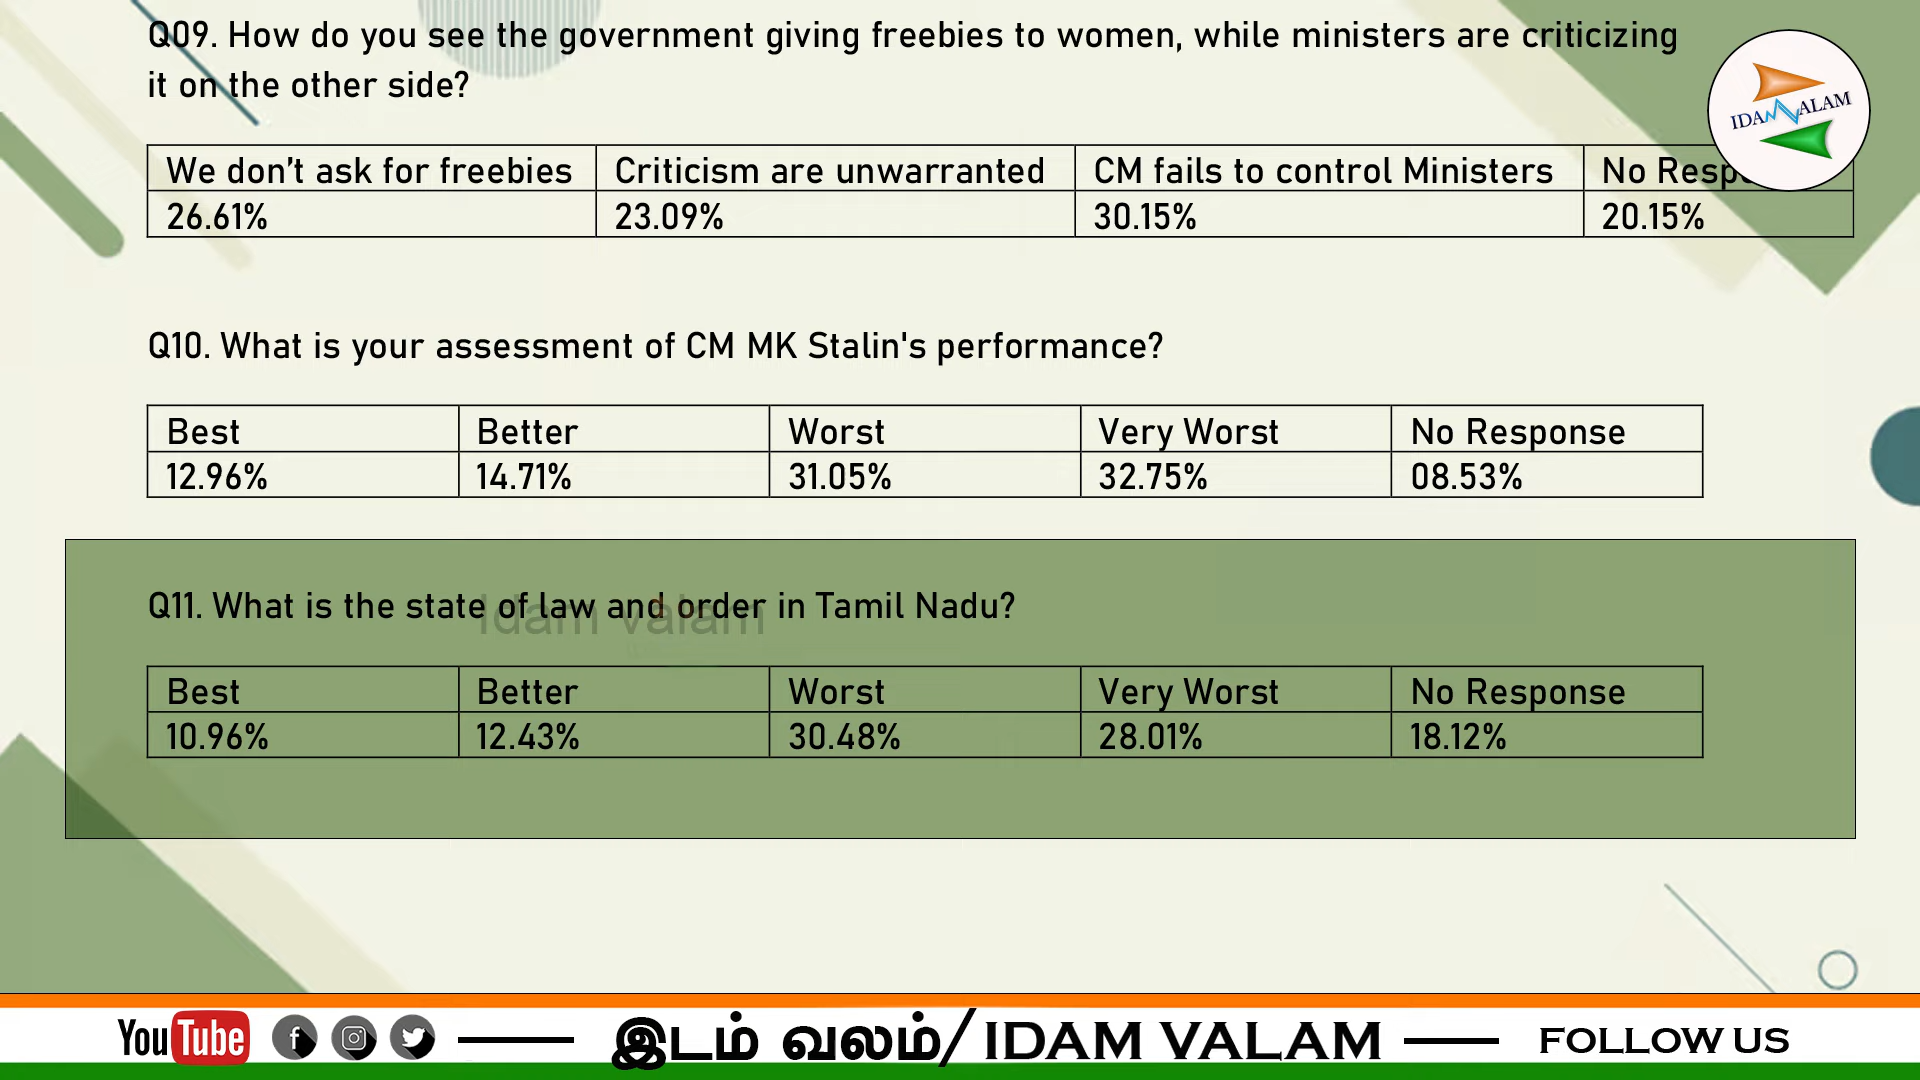 Q09. How do you see the government giving freebies to women, while ministers are criticizing
it on the other side?
IDAM VALAM
We don't ask for freebies Criticism are unwarranted CM fails to control Ministers No Resp
26.61% 23.09% 30.15% 20.15%
Q10. What is your assessment of CM MK Stalin's performance?
Best Better Worst Very Worst No Response
12.96% 14.71% 31.05% 32.75% 08.53%
Q11. What is the state of law and order in Tamil Nadu?
Idam valam
Best Better Worst Very Worst No Response
10.96% 12.43% 30.48% 28.01% 18.12%
YouTube f இடம் வலம்/ IDAM VALAM FOLLOW US